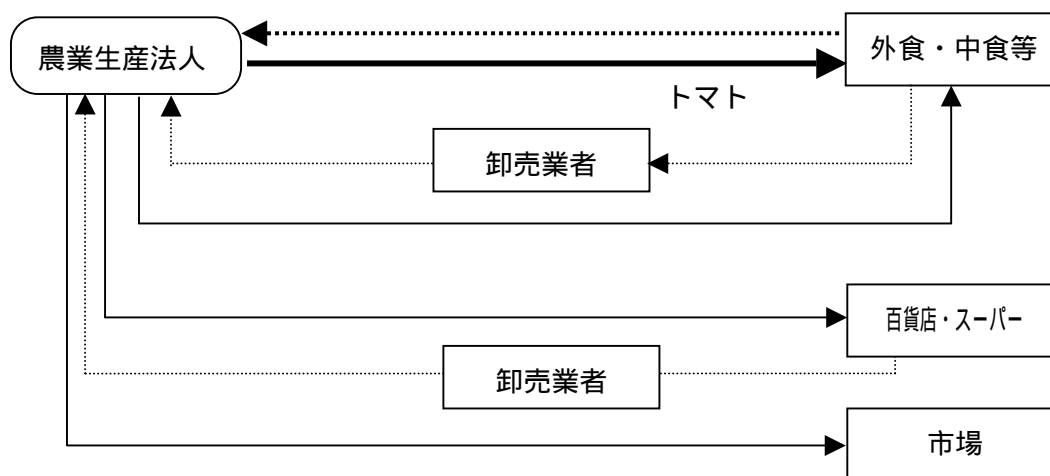 農業生産法人
外食・中食等
トマト
卸売業者
百貨店・スーパー
卸売業者
市場